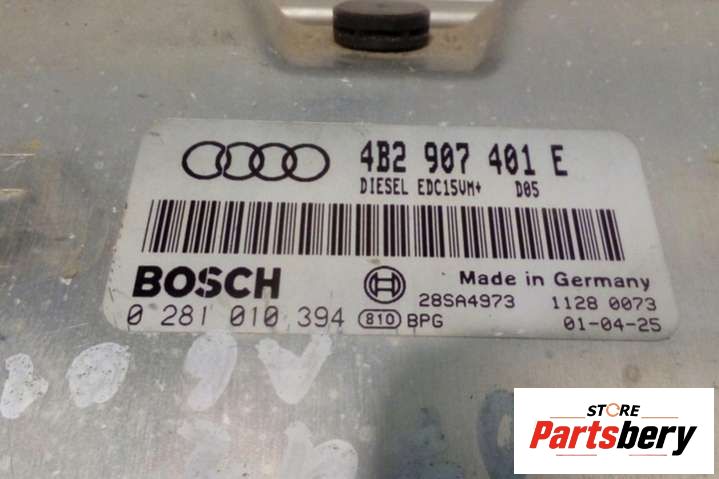 4B2 907 401 E
DIESEL EDC15VM+ D05
BOSCH
Made in Germany
28SA4973 1128 0073
0 281 010 394 810 BPG 01-04-25
STORE
Partsbery